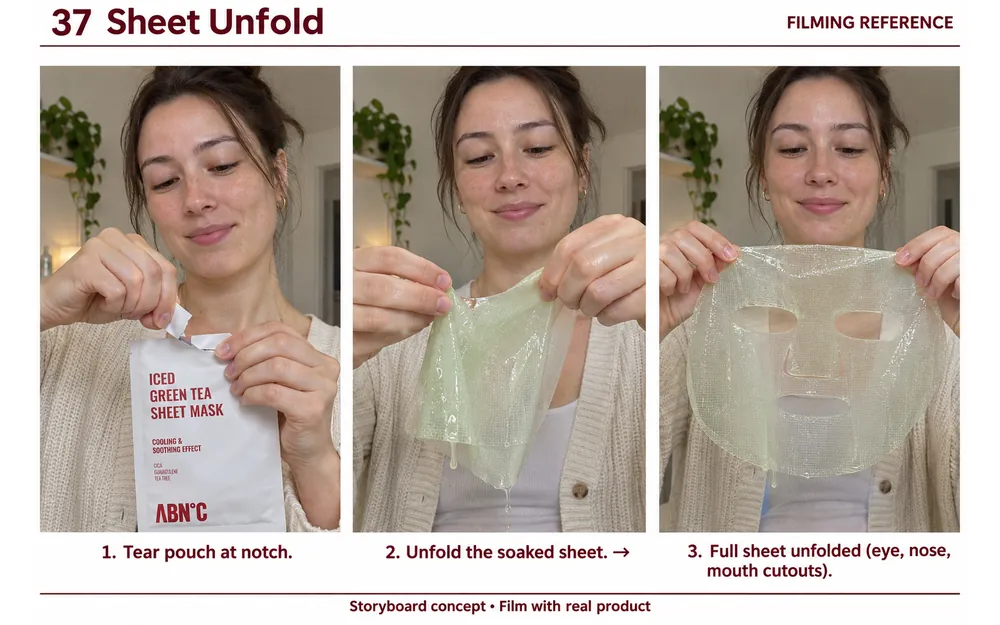 37 Sheet Unfold
FILMING REFERENCE
ICED
GREEN TEA
SHEET MASK
COOLING &
SOOTHING EFFECT
CICA
TEA TREE
ABN°C
1. Tear pouch at notch.
2. Unfold the soaked sheet. →
3. Full sheet unfolded (eye, nose,
mouth cutouts).
Storyboard concept • Film with real product